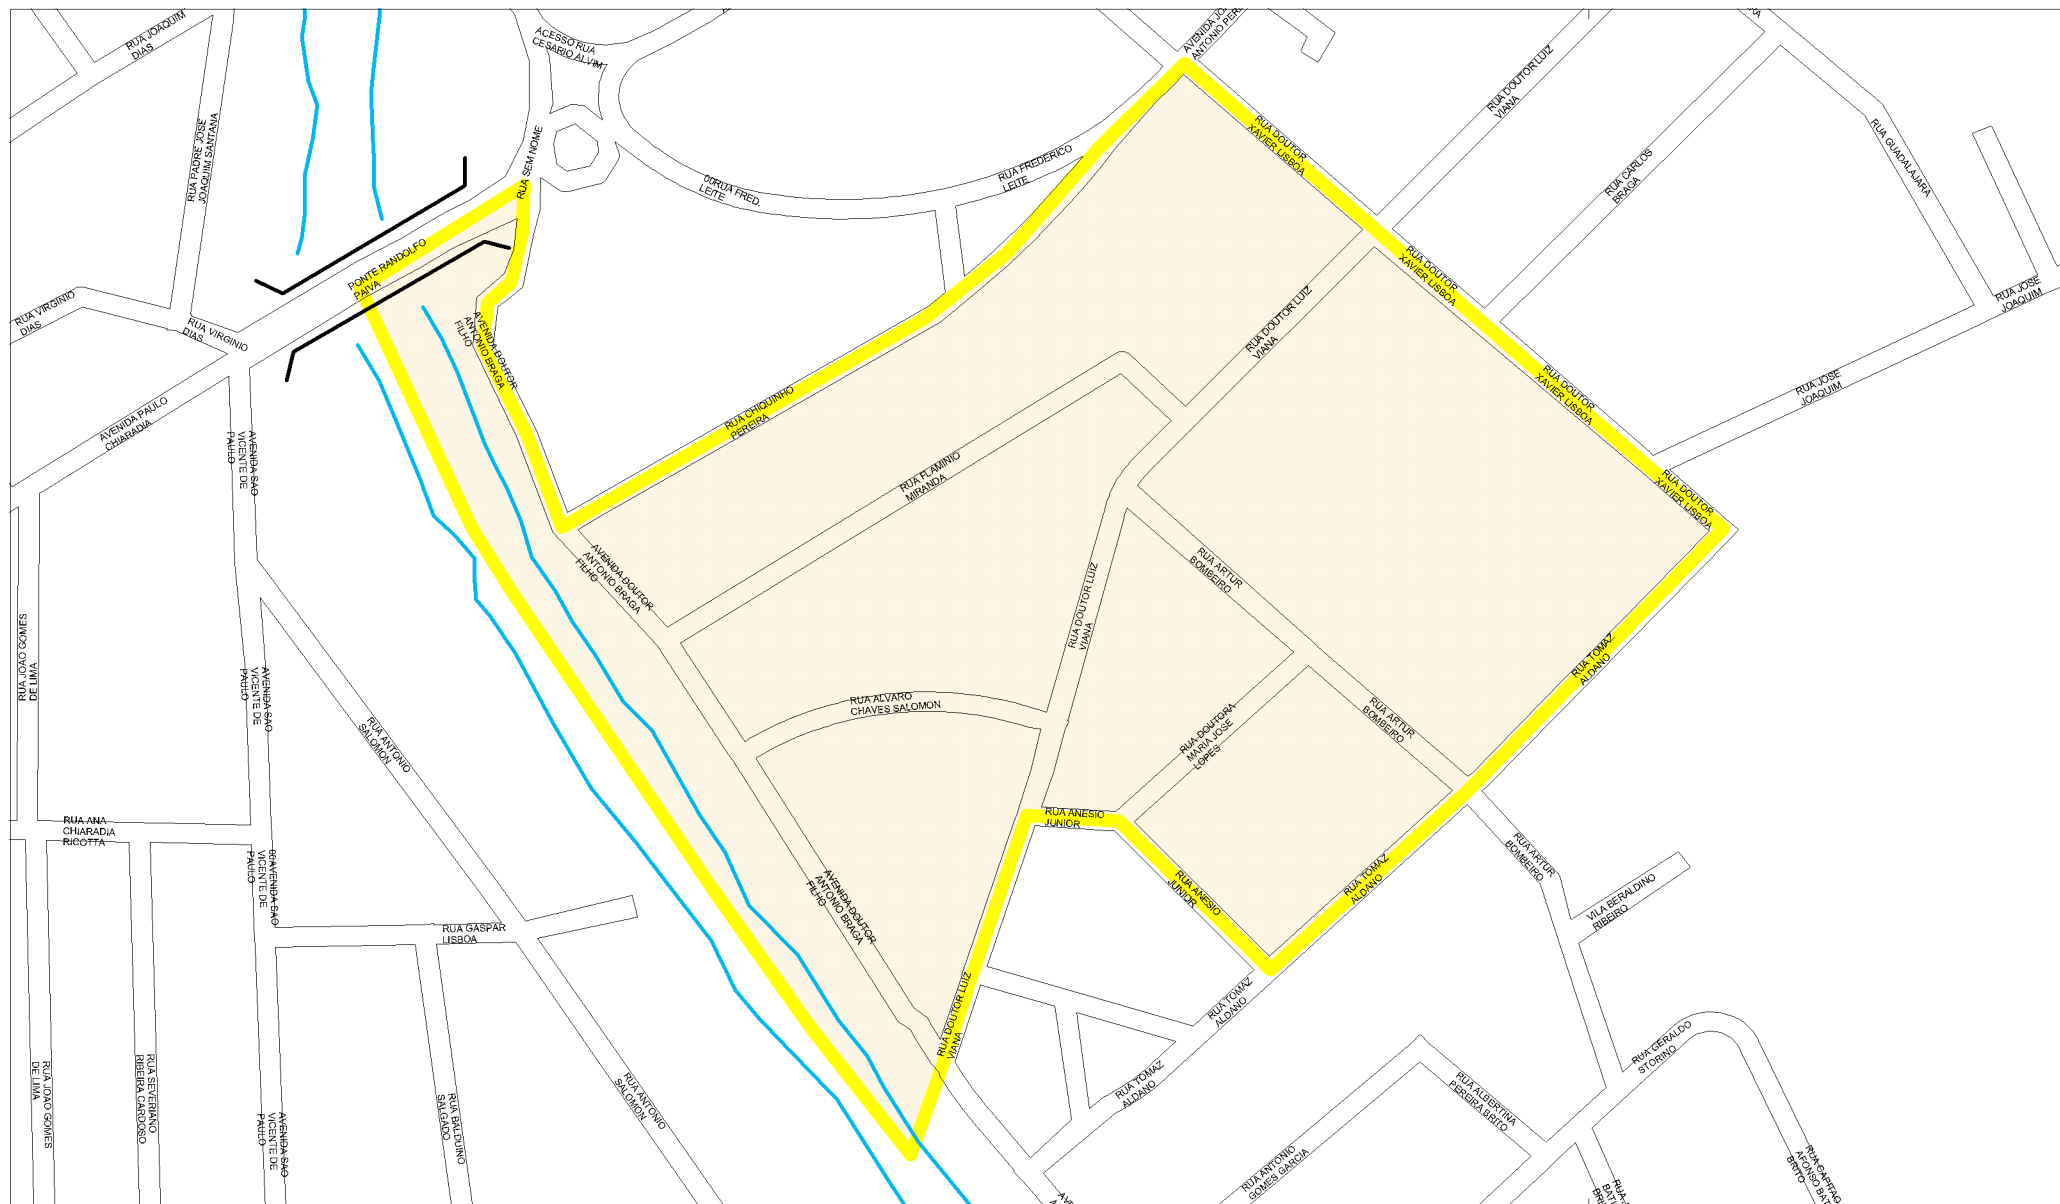 RUA JOAQUIM
DIAS
ACESSO RUA
CESARIO ALVIM
AVENIDA
ANTONIO
RUA DOUTOR LUIZ
VIANA
RUA PADRE JOSE
JOAQUIM SANTANA
RUA SEM NOME
RUA DOUTOR
XAVIER LISBOA
RUA GUADALAJARA
RUA FREDERICO
LEITE
00RUA FRED.
LEITE
RUA CARLOS
BRAGA
PONTE RANDOLFO
PAIVA
RUA DOUTOR
XAVIER LISBOA
RUA JOSE
JOAQUIM
RUA VIRGINIO
DIAS
RUA VIRGINIO
DIAS
AVENIDA DOUTOR
ANTONIO BRAGA
FILHO
RUA DOUTOR LUIZ
VIANA
RUA DOUTOR
XAVIER LISBOA
RUA JOSE
JOAQUIM
AVENIDA PAULO
CHIARADIA
RUA CHIQUINHO
PEREIRA
AVENIDA SAO
VICENTE DE
PAULO
RUA FLAMINIO
MIRANDA
RUA DOUTOR
XAVIER LISBOA
AVENIDA DOUTOR
ANTONIO BRAGA
FILHO
RUA ARTUR
BOMBEIRO
RUA DOUTOR LUIZ
VIANA
RUA JOAO GOMES
DE LIMA
RUA TOMAZ
ALDANO
AVENIDA SAO
VICENTE DE
PAULO
RUA ALVARO
CHAVES SALOMON
RUA ANTONIO
SALOMON
RUA DOUTORA
MARIA JOSE
LOPES
RUA ARTUR
BOMBEIRO
RUA ANESIO
JUNIOR
RUA ANA
CHIARADIA
RICOTTA
00AVENIDA SAO
VICENTE DE
PAULO
RUA ARTUR
BOMBEIRO
RUA TOMAZ
ALDANO
RUA ANESIO
JUNIOR
VILA BERALDINO
RIBEIRO
AVENIDA DOUTOR
ANTONIO BRAGA
FILHO
RUA GASPAR
LISBOA
RUA DOUTOR LUIZ
VIANA
RUA TOMAZ
ALDANO
RUA GERALDO
STORINO
RUA TOMAZ
ALDANO
RUA JOAO GOMES
DE LIMA
RUA SEVERIANO
RIBEIRA CARDOSO
AVENIDA SAO
VICENTE DE
PAULO
RUA BALDUINO
SALGADO
RUA ANTONIO
SALOMON
RUA ALBERTINA
PEREIRA BRITO
RUA ANTONIO
GOMES GARCIA
RUA CAPITAO
AFONSO
BRITO